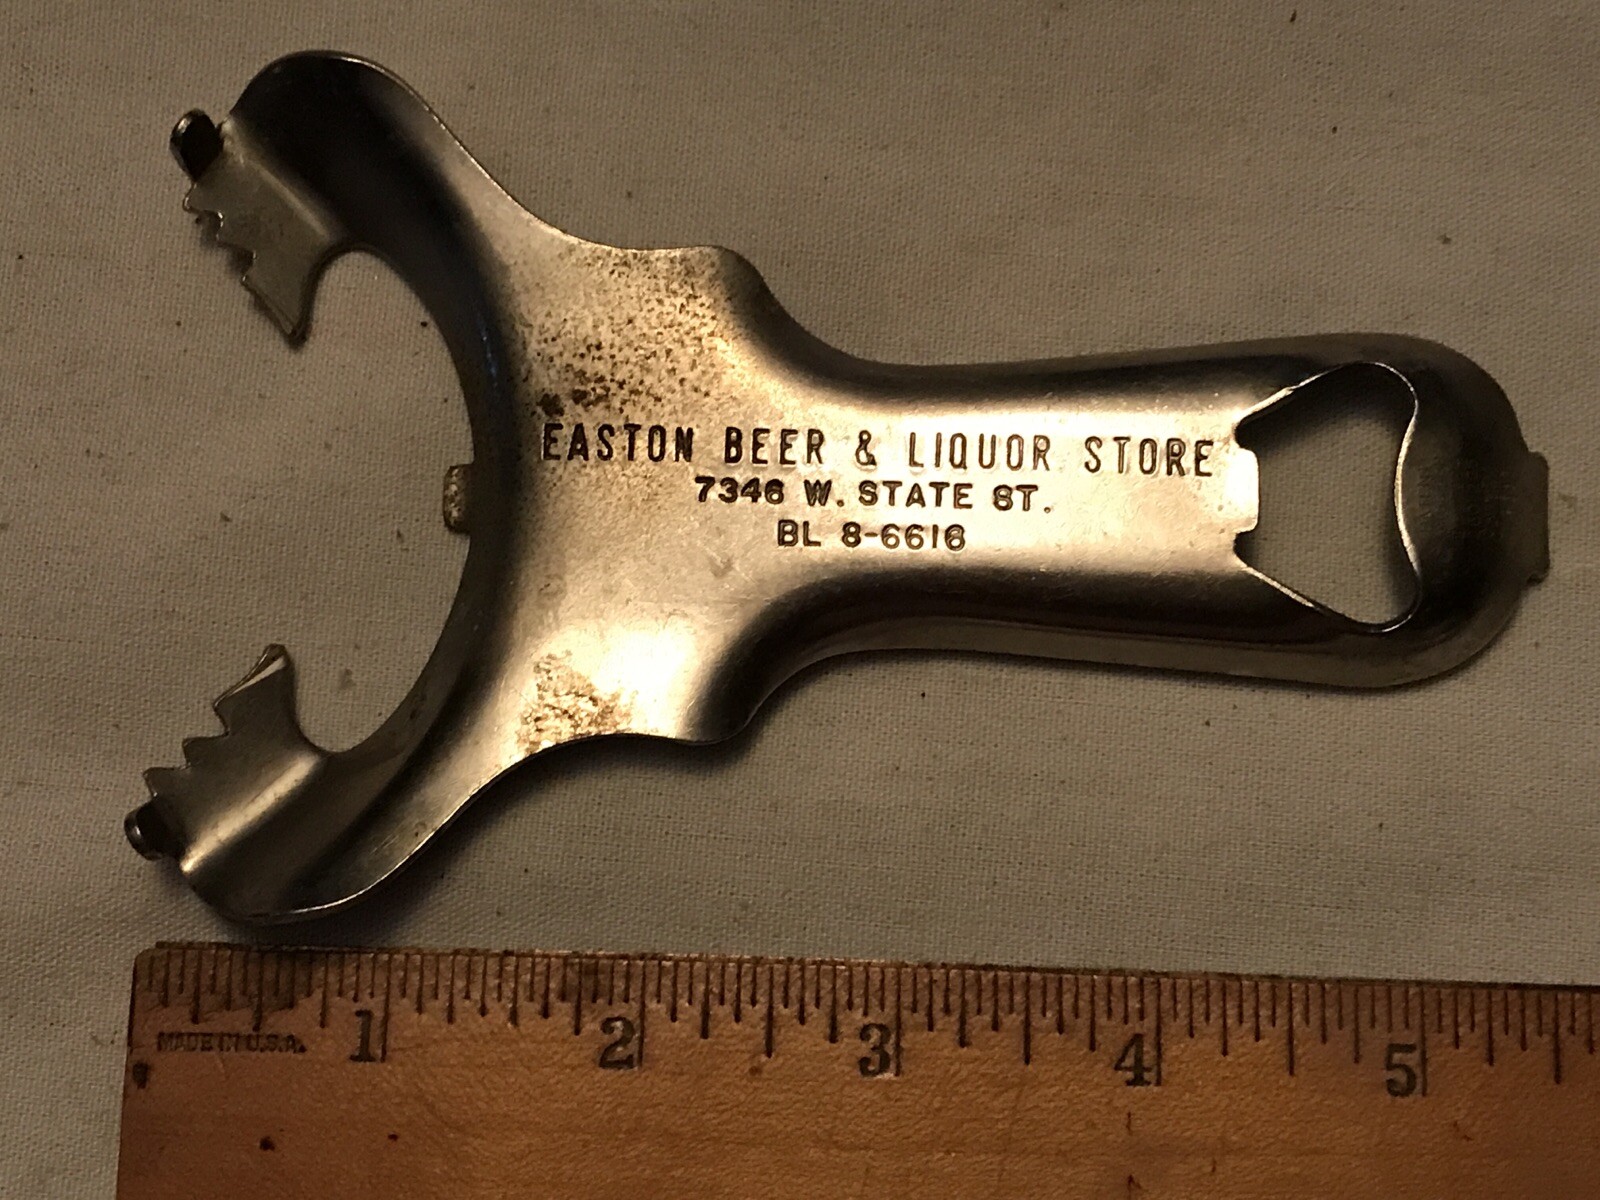 EASTON BEER & LIQUOR STORE
7346 W. STATE ST.
BL 8-6616
MADE IN U.S.A.
1 2 3 4 5